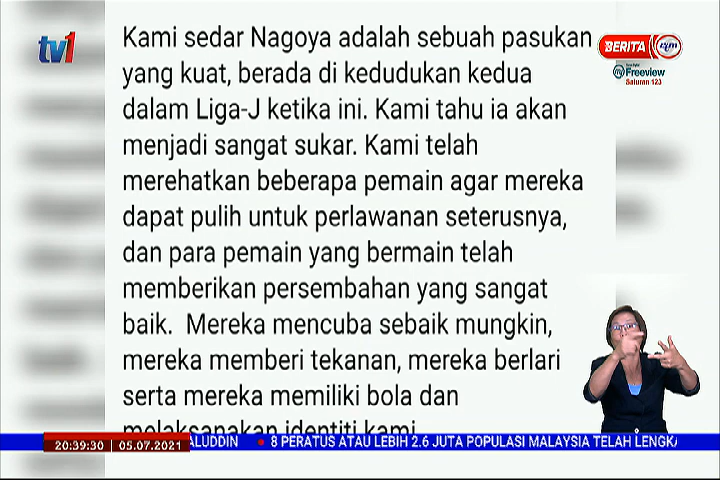 tv1
BERITA rtm
Freeview
Saluran 123
Kami sedar Nagoya adalah sebuah pasukan
yang kuat, berada di kedudukan kedua
dalam Liga-J ketika ini. Kami tahu ia akan
menjadi sangat sukar. Kami telah
merehatkan beberapa pemain agar mereka
dapat pulih untuk perlawanan seterusnya,
dan para pemain yang bermain telah
memberikan persembahan yang sangat
baik.  Mereka mencuba sebaik mungkin,
mereka memberi tekanan, mereka berlari
serta mereka memiliki bola dan
melaksanakan identiti kami
20:39:30 05.07.2021 ALUDDIN • 8 PERATUS ATAU LEBIH 2.6 JUTA POPULASI MALAYSIA TELAH LENGKA